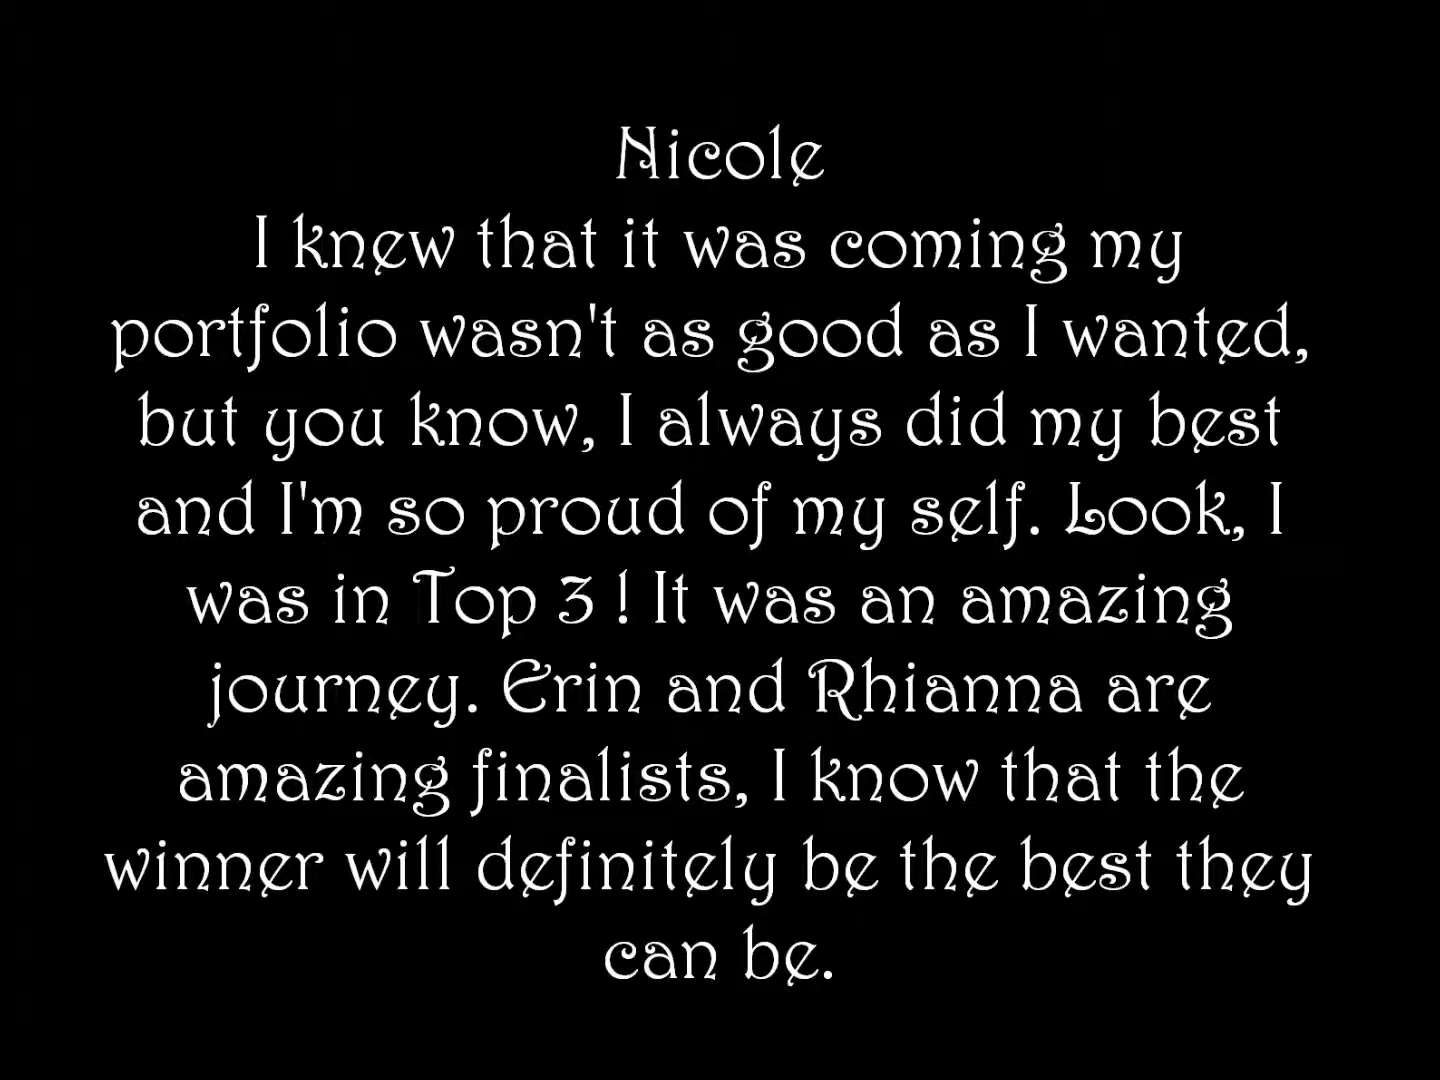 Nicole
I knew that it was coming my
portfolio wasn't as good as I wanted,
but you know, I always did my best
and I'm so proud of my self. Look, I
was in Top 3 ! It was an amazing
journey. Erin and Rhianna are
amazing finalists, I know that the
winner will definitely be the best they
can be.